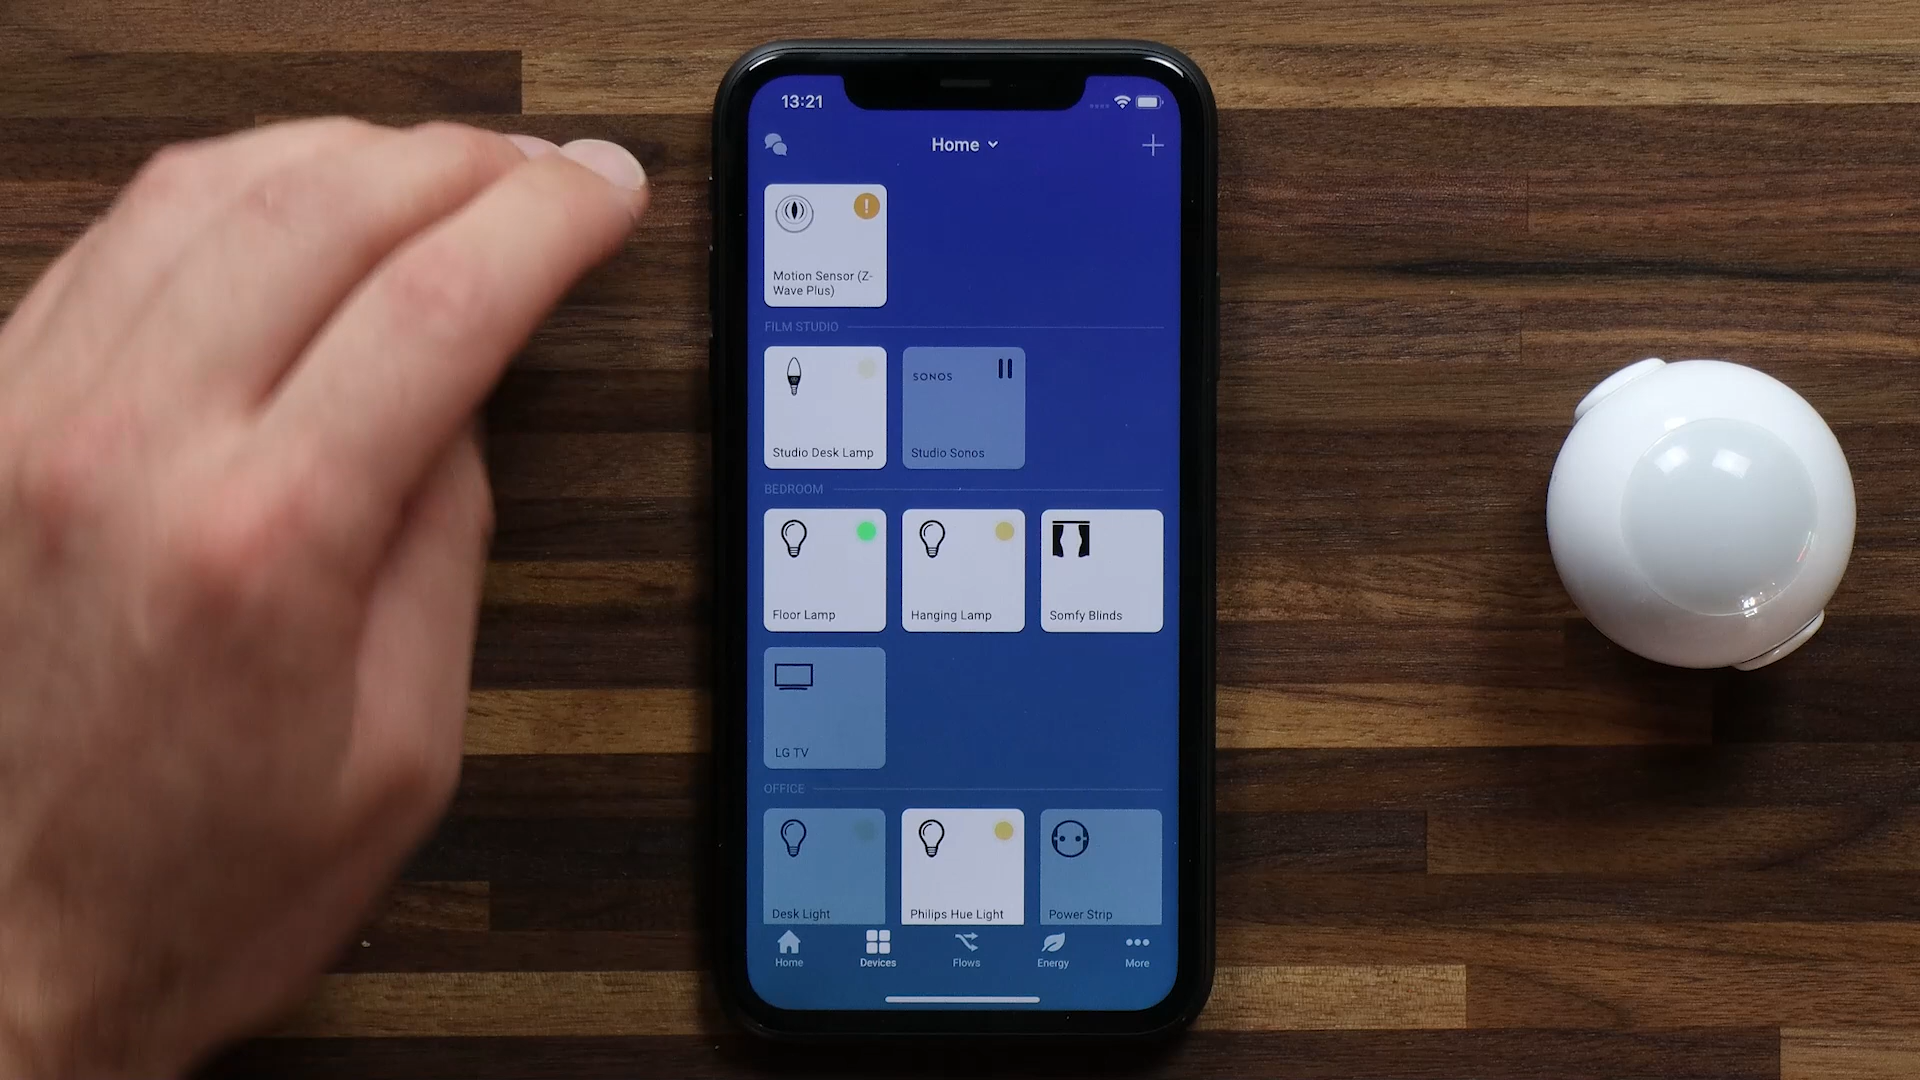 13:21
Home
!
Motion Sensor (Z-
Wave Plus)
FILM STUDIO
SONOS
Studio Desk Lamp
Studio Sonos
BEDROOM
Floor Lamp
Hanging Lamp
Somfy Blinds
LG TV
OFFICE
Desk Light
Philips Hue Light
Power Strip
Home
Devices
Flows
Energy
More